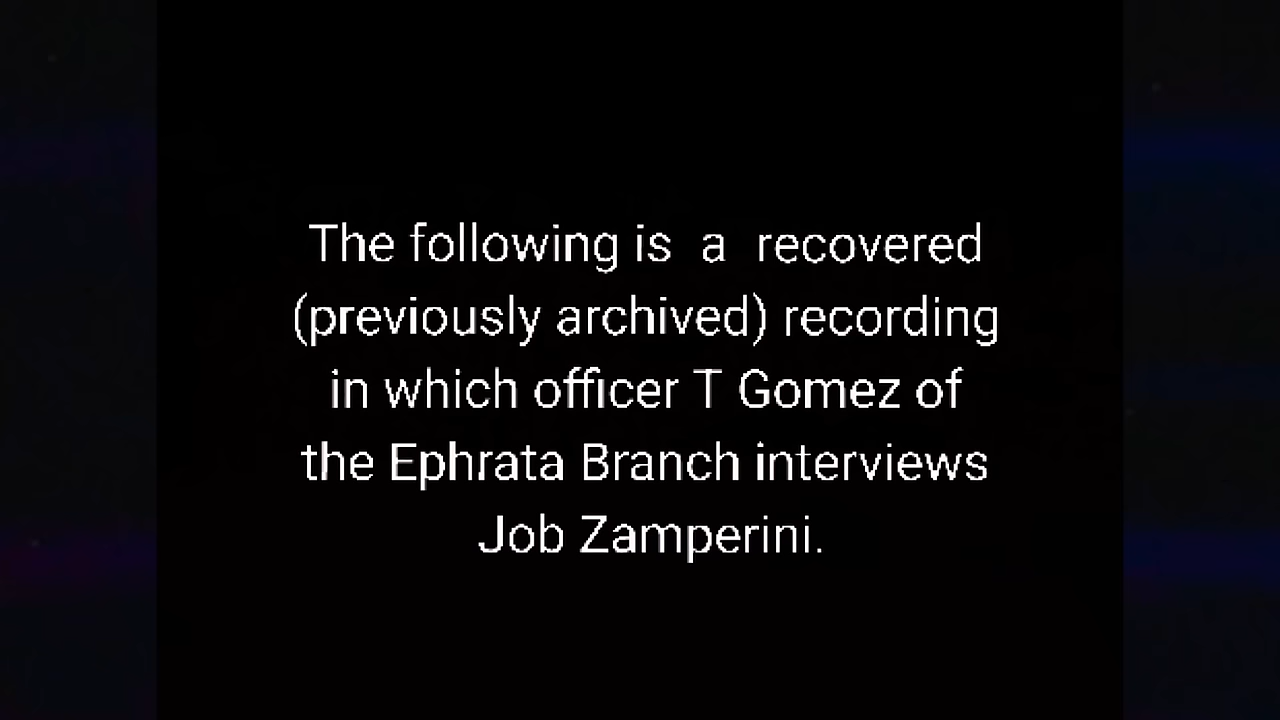 The following is a recovered
(previously archived) recording
in which officer T Gomez of
the Ephrata Branch interviews
Job Zamperini.